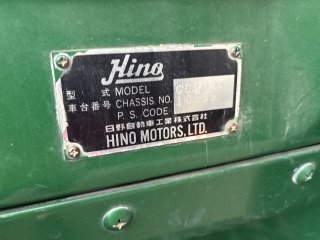 Hino
型式 MODEL
車台番号 CHASSIS NO.
P. S. CODE
日野自動車工業株式会社
HINO MOTORS, LTD.